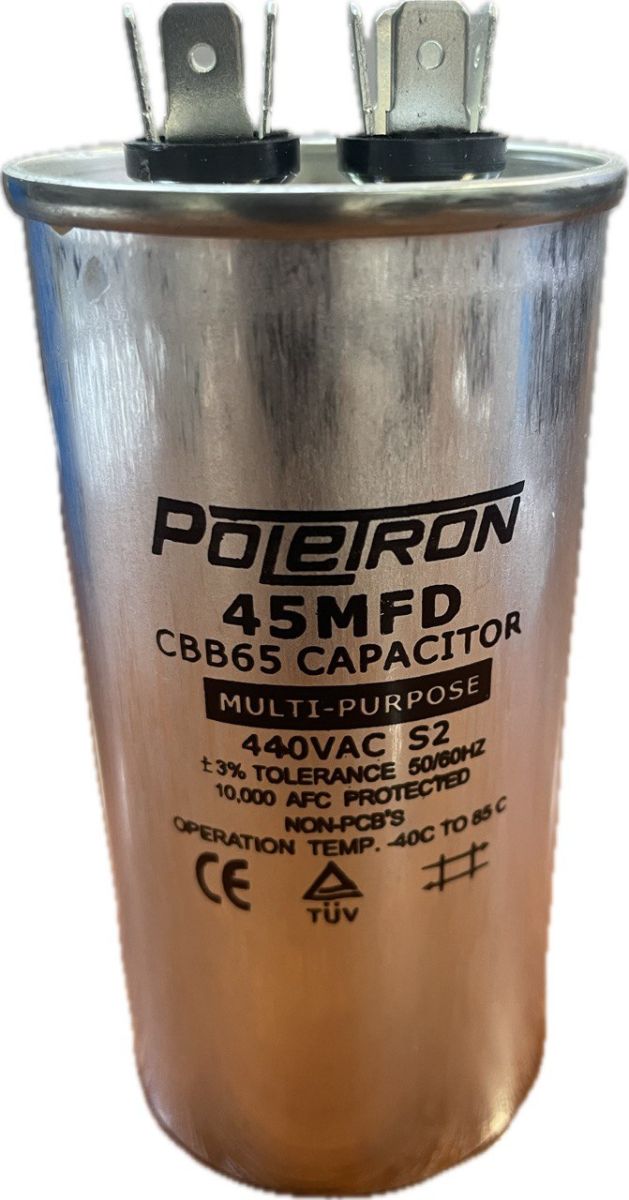 POLETRON
45MFD
CBB65 CAPACITOR
MULTI-PURPOSE
440VAC S2
±3% TOLERANCE 50/60HZ
10,000 AFC PROTECTED
NON-PCB'S
OPERATION TEMP. -40C TO 85 C
CE
TÜV